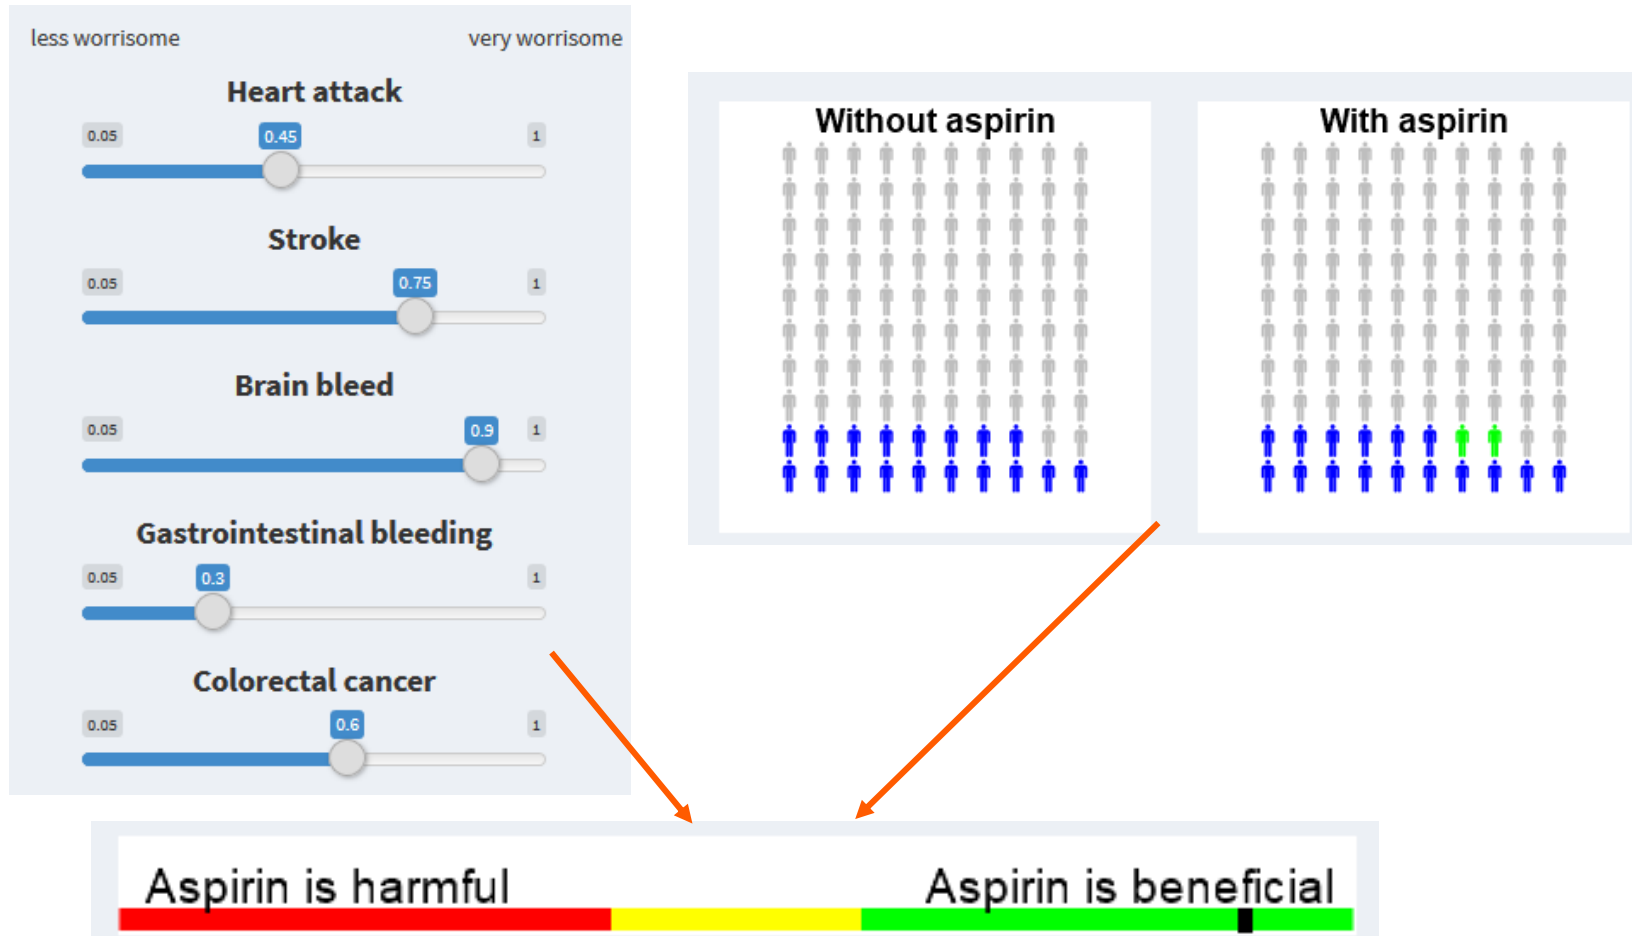 less worrisome very worrisome
Heart attack
0.05 0.45 1
Stroke
0.05 0.75 1
Brain bleed
0.05 0.9 1
Gastrointestinal bleeding
0.05 0.3 1
Colorectal cancer
0.05 0.6 1
Without aspirin
With aspirin
Aspirin is harmful Aspirin is beneficial